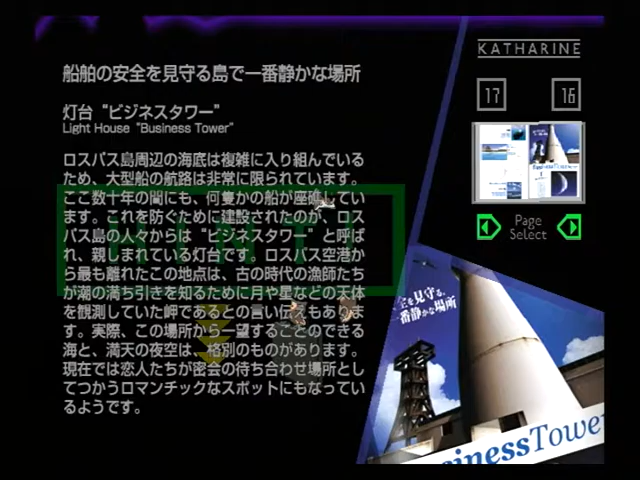 船舶の安全を見守る島で一番静かな場所
灯台“ビジネスタワー”
Light House “Business Tower”
ロスパス島周辺の海底は複雑に入り組んでいる
ため、大型船の航路は非常に限られています。
ここ数十年の間にも、何隻かの船が座礁してい
ます。これを防ぐために建設されたのが、ロス
パス島の人々からは“ビジネスタワー”と呼ば
れ、親しまれている灯台です。ロスパス空港か
ら最も離れたこの地点は、古の時代の漁師たち
が潮の満ち引きを知るために月や星などの天体
を観測していた岬であるとの言い伝えもありま
す。実際、この場所から一望することのできる
海と、満天の夜空は、格別のものがあります。
現在では恋人たちが密会の待ち合わせ場所とし
てつかうロマンチックなスポットにもなってい
るようです。
KATHARINE
17 16
Page
Select
を見守る、
番静かな場所
sinessTower